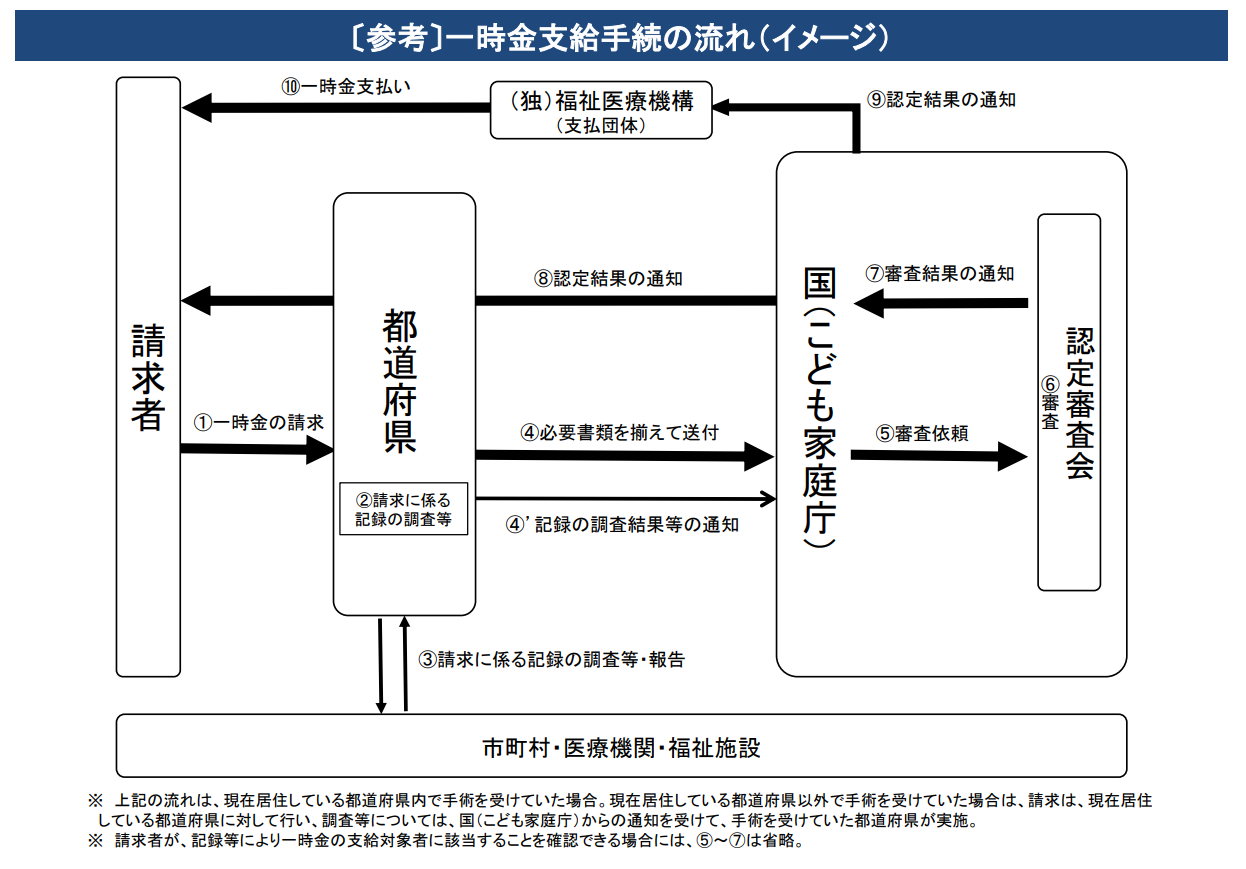 〔参考〕一時金支給手続の流れ(イメージ)
⑩一時金支払い
(独)福祉医療機構
(支払団体)
⑨認定結果の通知
⑧認定結果の通知
⑦審査結果の通知
請求者
都道府県
国(こども家庭庁)
認定審査会
⑥審査
①一時金の請求
④必要書類を揃えて送付
⑤審査依頼
②請求に係る
記録の調査等
④’記録の調査結果等の通知
③請求に係る記録の調査等・報告
市町村・医療機関・福祉施設
※ 上記の流れは、現在居住している都道府県内で手術を受けていた場合。現在居住している都道府県以外で手術を受けていた場合は、請求は、現在居住
している都道府県に対して行い、調査等については、国(こども家庭庁)からの通知を受けて、手術を受けていた都道府県が実施。
※ 請求者が、記録等により一時金の支給対象者に該当することを確認できる場合には、⑤~⑦は省略。